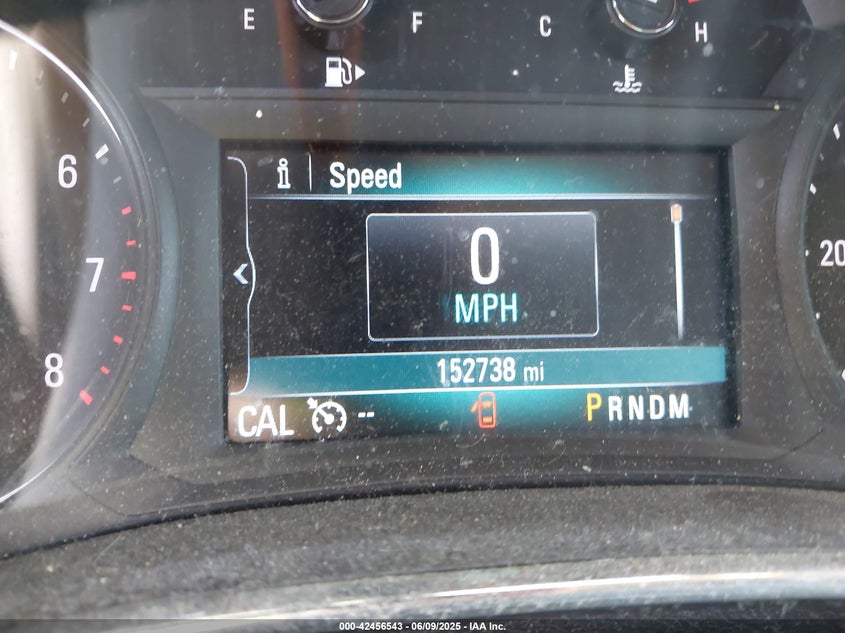 E F C H
6
7
8
20
i | Speed
0
MPH
152738 mi
CAL -- PRNDM
000-42456543 - 06/09/2025 - IAA Inc.